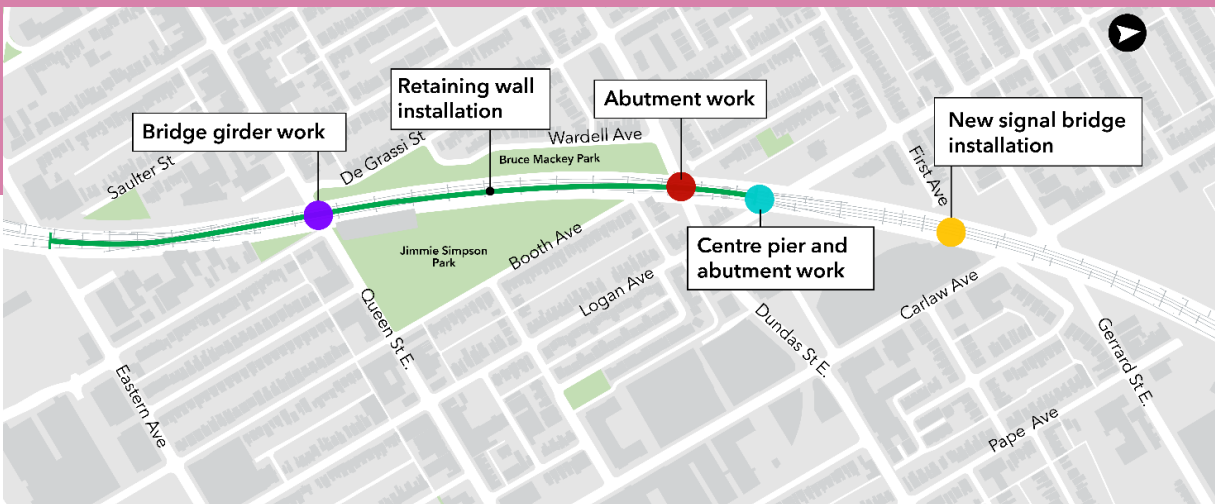 Retaining wall
installation
Abutment work
New signal bridge
installation
Bridge girder work
Wardell Ave
De Grassi St
Bruce Mackey Park
First Ave
Saulter St
Centre pier and
abutment work
Jimmie Simpson
Park
Booth Ave
Logan Ave
Carlaw Ave
Queen St E.
Dundas St E.
Gerrard St E.
Eastern Ave
Pape Ave